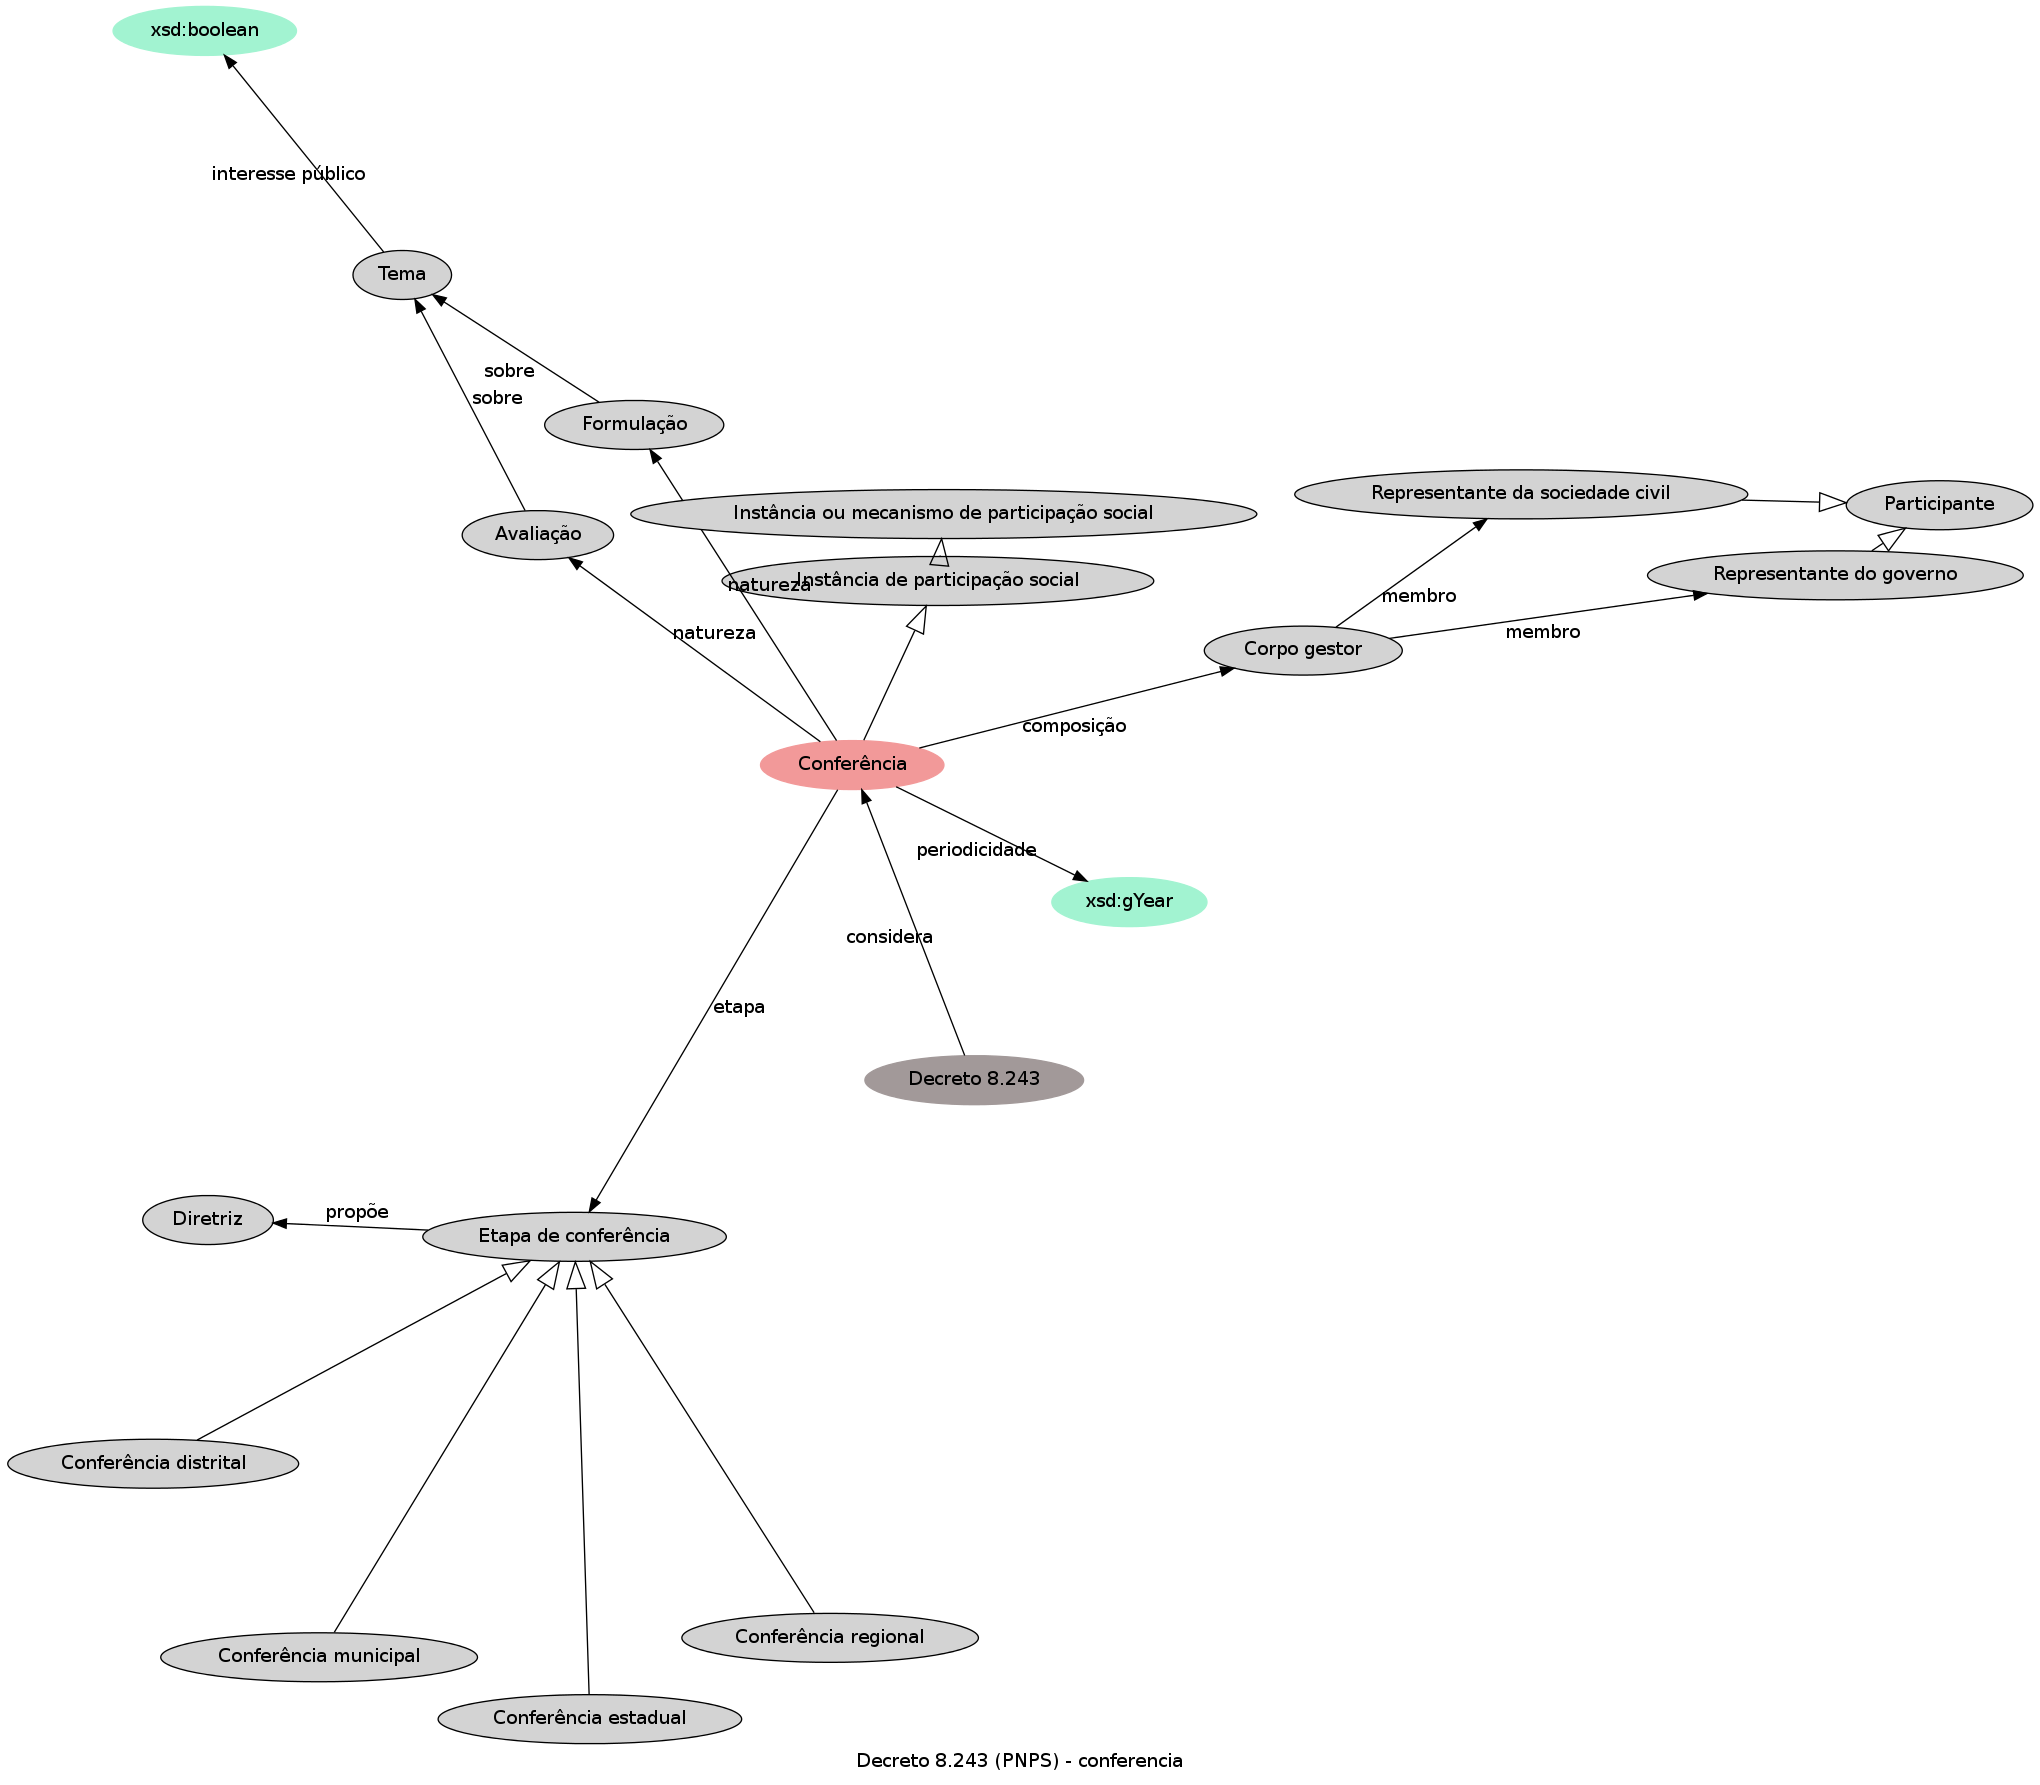 xsd:boolean
interesse público
Tema
sobre
sobre
Formulação
Representante da sociedade civil
Participante
Instância ou mecanismo de participação social
Avaliação
Representante do governo
Instância de participação social
natureza
membro
natureza
membro
Corpo gestor
composição
Conferência
periodicidade
xsd:gYear
considera
etapa
Decreto 8.243
propõe
Diretriz
Etapa de conferência
Conferência distrital
Conferência regional
Conferência municipal
Conferência estadual
Decreto 8.243 (PNPS) - conferencia